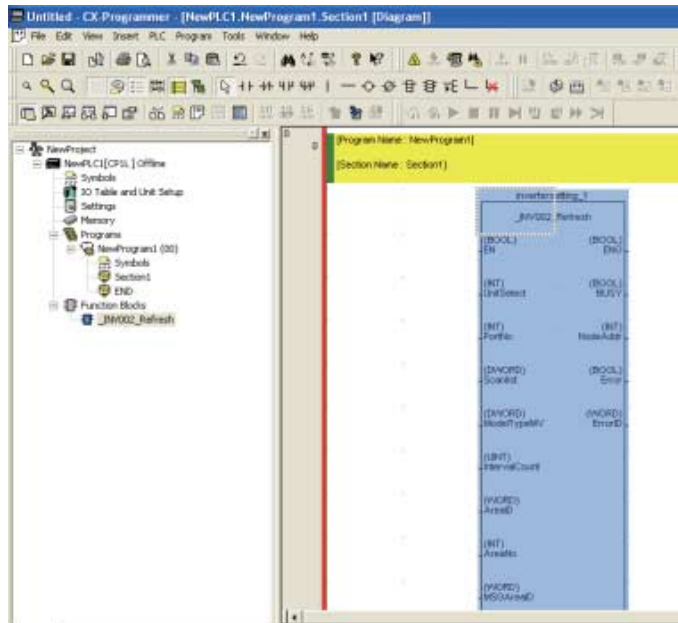 Untitled - CX-Programmer - [NewPLC1.NewProgram1.Section1 [Diagram]]
File Edit View Insert PLC Program Tools Window Help
NewProject
NewPLC1[CP1L] Offline
Symbols
IO Table and Unit Setup
Settings
Memory
Programs
NewProgram1 (00)
Symbols
Section1
END
Function Blocks
_INV002_Refresh
0
0
[Program Name : NewProgram1]
[Section Name : Section1]
_INV002_Refresh
(BOOL) (BOOL)
EN ENO
(INT) (BOOL)
UnitSelect BUSY
(INT) (INT)
PortNo NodeAddr
(DWORD) (BOOL)
Scanlist Error
(DWORD) (WORD)
ModelTypeMV ErrorID
(UINT)
IntervalCount
(WORD)
AreaID
(INT)
AreaNo
(WORD)
MSGAreaID